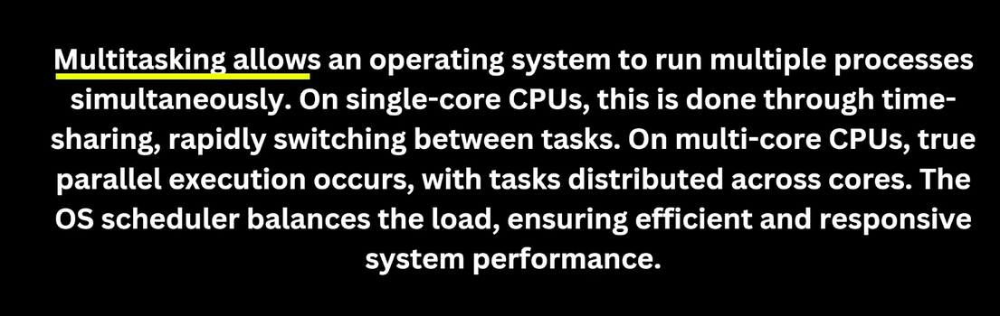 Multitasking allows an operating system to run multiple processes
simultaneously. On single-core CPUs, this is done through time-
sharing, rapidly switching between tasks. On multi-core CPUs, true
parallel execution occurs, with tasks distributed across cores. The
OS scheduler balances the load, ensuring efficient and responsive
system performance.